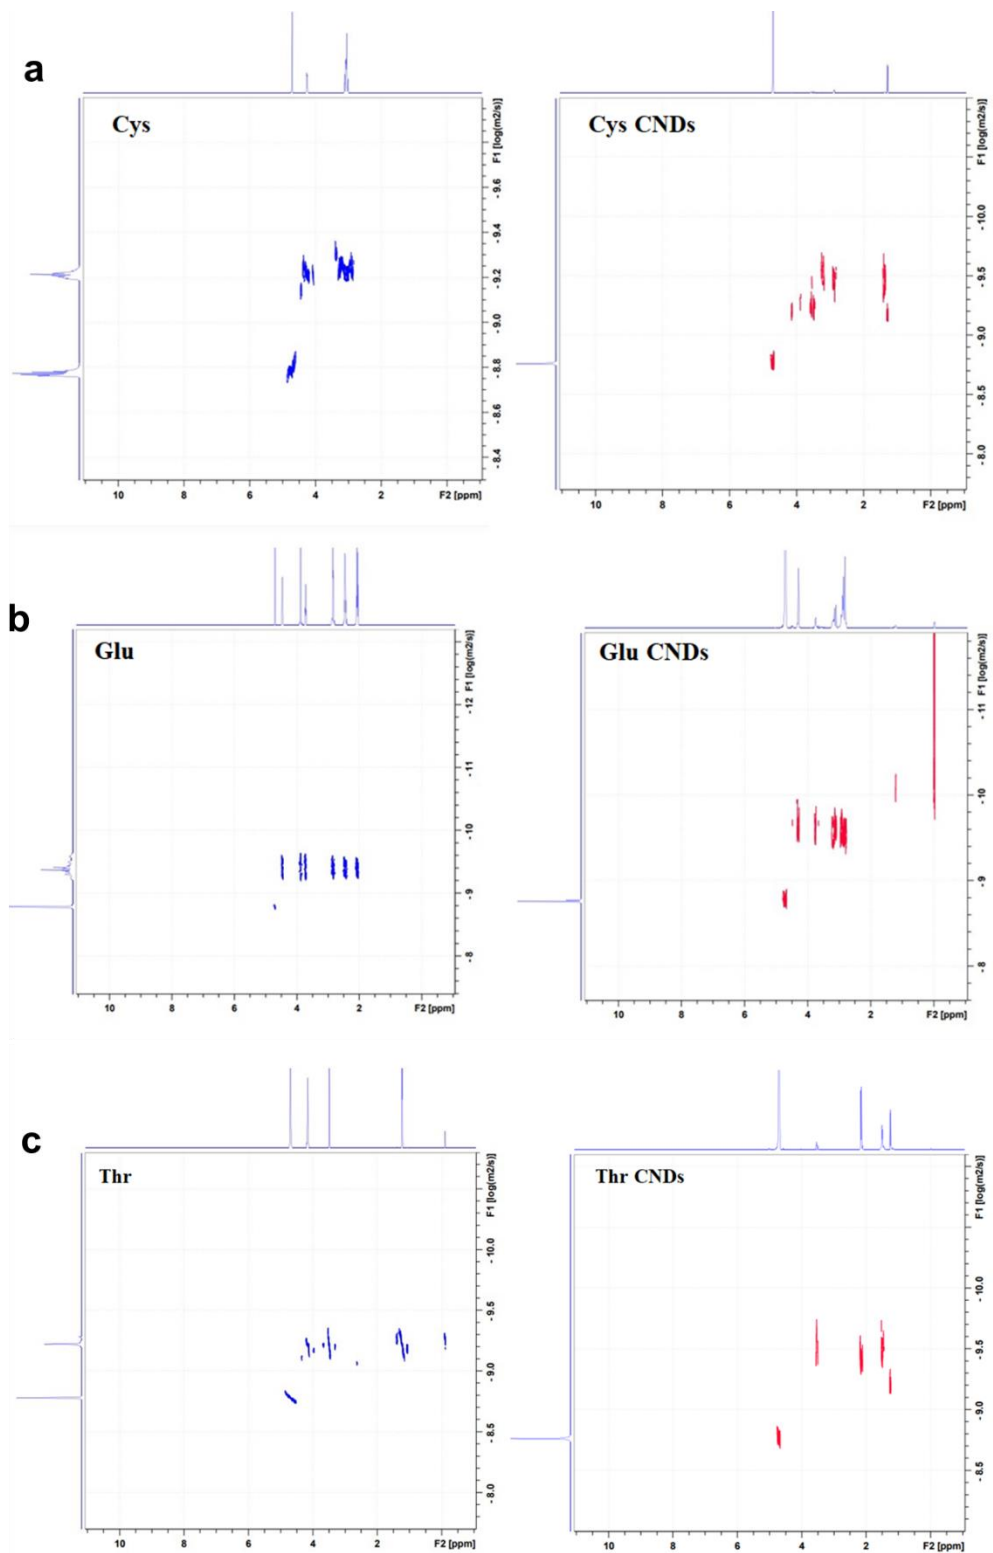 a
Cys
F1 [log(m2/s)]
- 9.6
- 9.4
- 9.2
- 9.0
- 8.8
- 8.6
- 8.4
10 8 6 4 2 F2 [ppm]
Cys CNDs
F1 [log(m2/s)]
- 10.0
- 9.5
- 9.0
- 8.5
- 8.0
10 8 6 4 2 F2 [ppm]
b
Glu
F1 [log(m2/s)]
- 12
- 11
- 10
- 9
- 8
10 8 6 4 2 F2 [ppm]
Glu CNDs
F1 [log(m2/s)]
- 11
- 10
- 9
- 8
10 8 6 4 2 F2 [ppm]
c
Thr
F1 [log(m2/s)]
- 10.0
- 9.5
- 9.0
- 8.5
- 8.0
10 8 6 4 2 F2 [ppm]
Thr CNDs
F1 [log(m2/s)]
- 10.0
- 9.5
- 9.0
- 8.5
10 8 6 4 2 F2 [ppm]